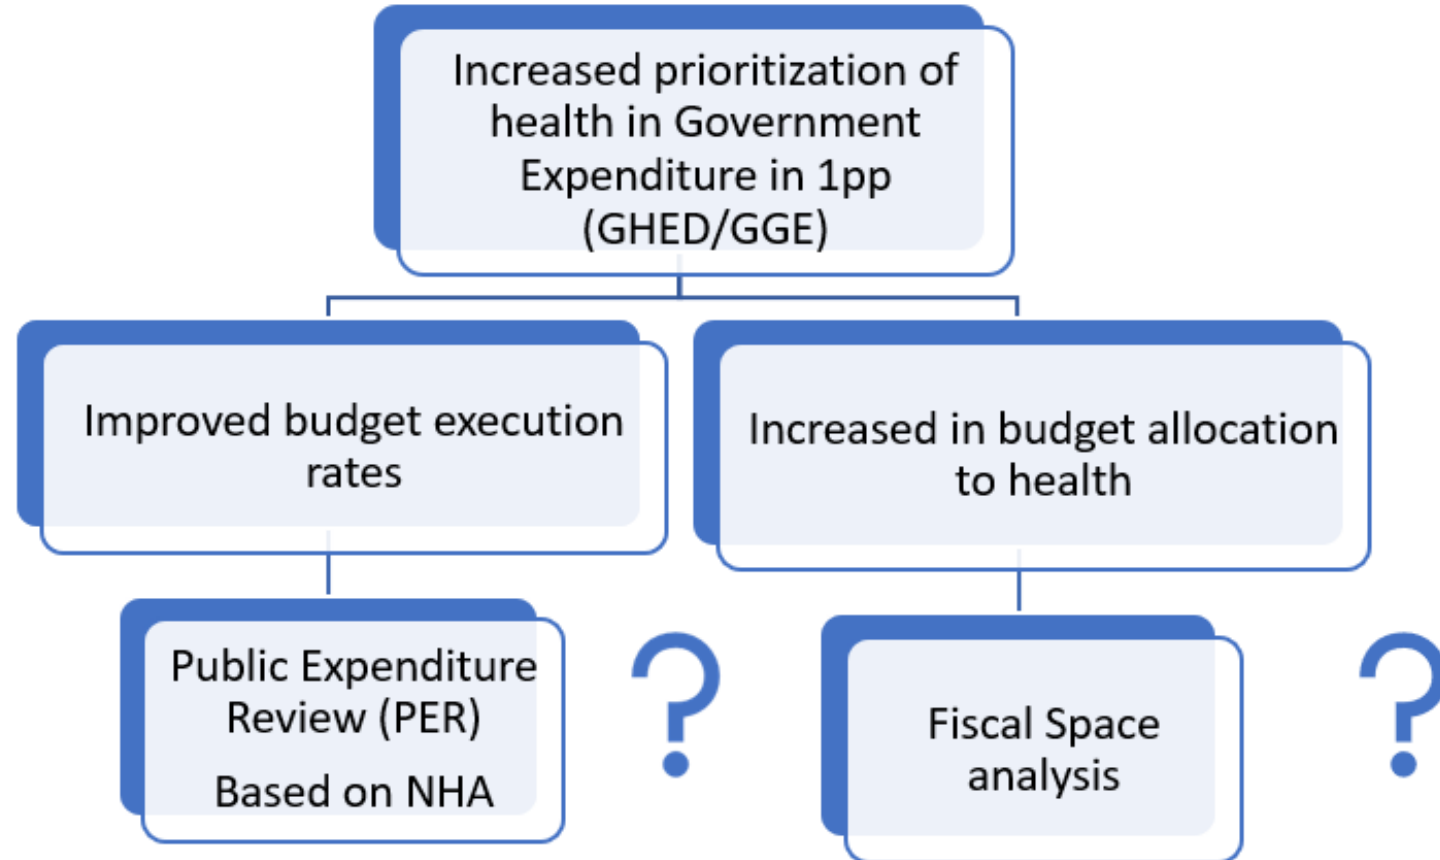 Increased prioritization of
health in Government
Expenditure in 1pp
(GHED/GGE)
Improved budget execution
rates
Increased in budget allocation
to health
Public Expenditure
Review (PER)
Based on NHA
?
Fiscal Space
analysis
?